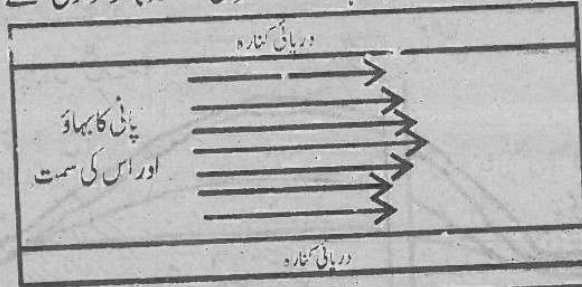 دریائی کنارہ
پانی کا بہاؤ
اور اس کی سمت
دریائی کنارہ